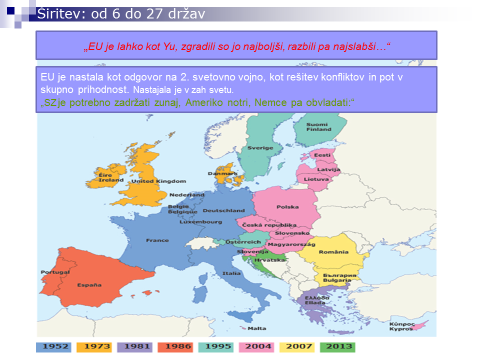 Širitev: od 6 do 27 držav
„EU je lahko kot Yu, zgradili so jo najboljši, razbili pa najslabši…“
EU je nastala kot odgovor na 2. svetovno vojno, kot rešitev konfliktov in pot v
skupno prihodnost. Nastajala je v zah svetu.
„SZje potrebno zadržati zunaj, Ameriko notri, Nemce pa obvladati:“
Suomi
Finland
Sverige
Eesti
Latvija
Lietuva
Danmark
Éire
Ireland
United Kingdom
Nederland
België
Belgique
Deutschland
Polska
Luxembourg
Česká republika
Slovensko
France
Österreich
Magyarország
Slovenija
Hrvatska
România
Portugal
España
Italia
България
Bulgaria
Ελλάδα
Ellada
Malta
Κύπρος
Kypros
1952 1973 1981 1986 1995 2004 2007 2013